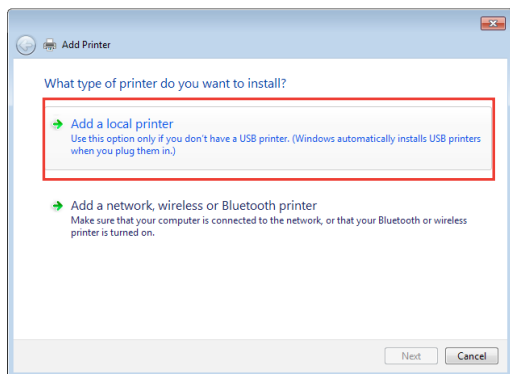 Add Printer
What type of printer do you want to install?
Add a local printer
Use this option only if you don't have a USB printer. (Windows automatically installs USB printers
when you plug them in.)
Add a network, wireless or Bluetooth printer
Make sure that your computer is connected to the network, or that your Bluetooth or wireless
printer is turned on.
Next
Cancel